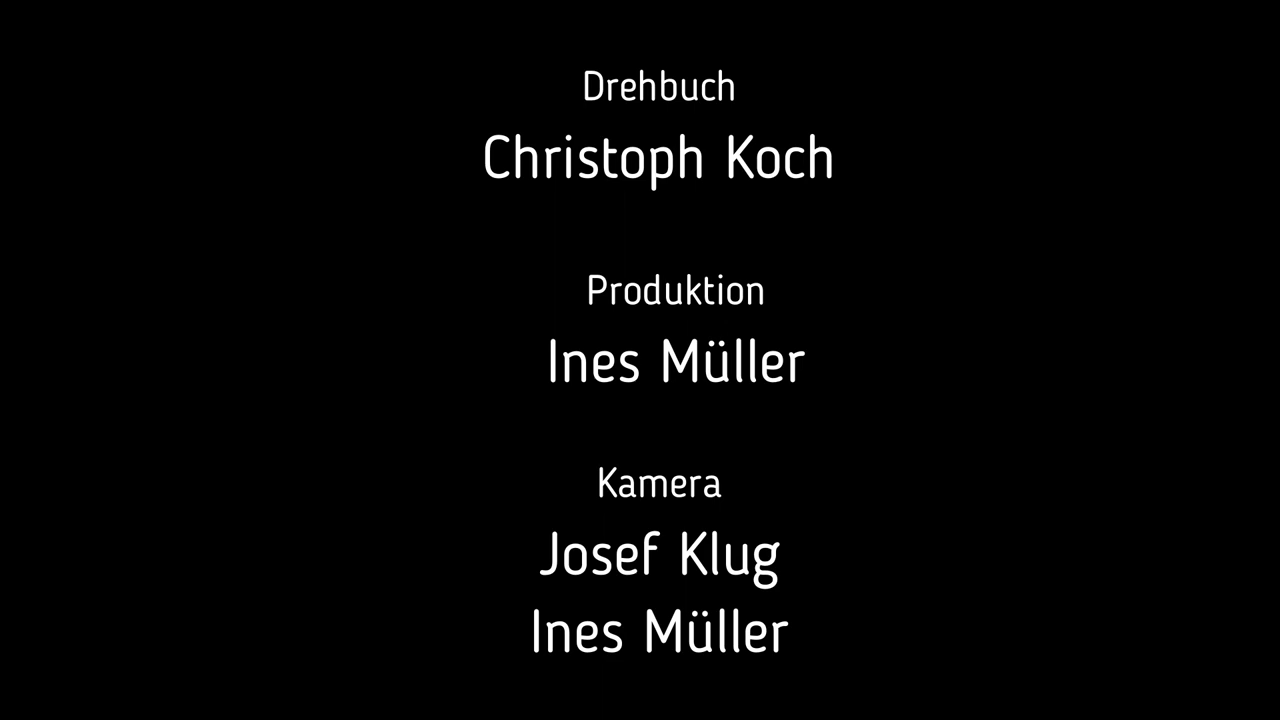 Drehbuch
Christoph Koch
Produktion
Ines Müller
Kamera
Josef Klug
Ines Müller